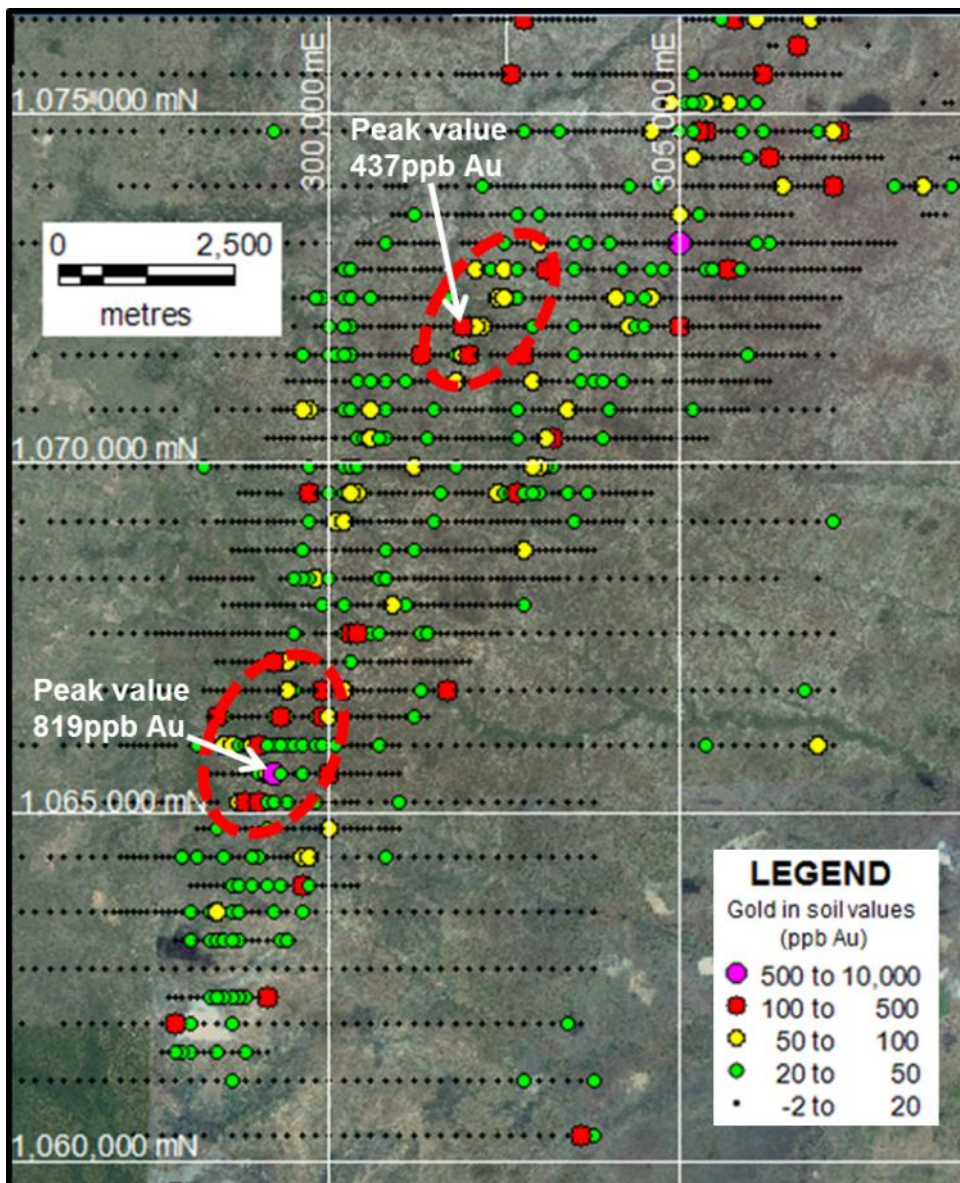 300,000 mE
305,000 mE
1,075,000 mN
Peak value
437ppb Au
0 2,500
metres
1,070,000 mN
Peak value
819ppb Au
1,065,000 mN
LEGEND
Gold in soil values
(ppb Au)
500 to 10,000
100 to 500
50 to 100
20 to 50
-2 to 20
1,060,000 mN